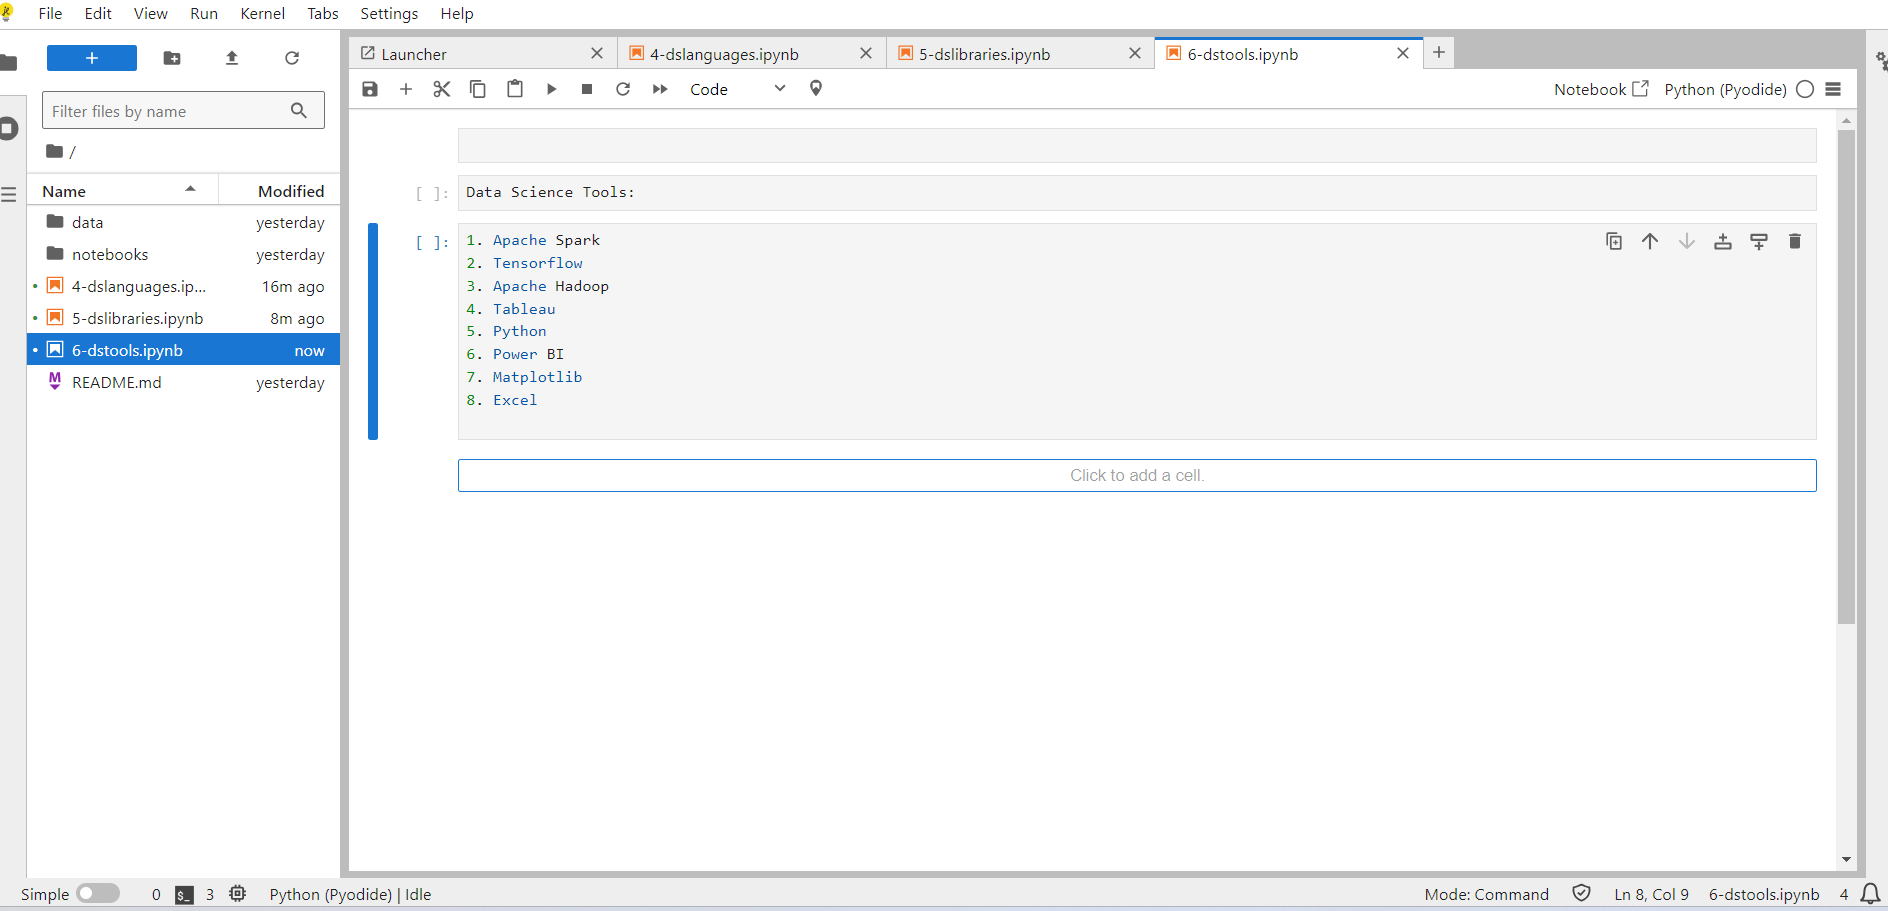 File Edit View Run Kernel Tabs Settings Help
Filter files by name
/
Name Modified
data yesterday
notebooks yesterday
4-dslanguages.ip... 16m ago
5-dslibraries.ipynb 8m ago
6-dstools.ipynb now
README.md yesterday
Launcher 4-dslanguages.ipynb 5-dslibraries.ipynb 6-dstools.ipynb
Code Notebook Python (Pyodide)
[ ]: Data Science Tools:
[ ]: 1. Apache Spark
2. Tensorflow
3. Apache Hadoop
4. Tableau
5. Python
6. Power BI
7. Matplotlib
8. Excel
Click to add a cell.
Simple 0 $_ 3 Python (Pyodide) | Idle Mode: Command Ln 8, Col 9 6-dstools.ipynb 4